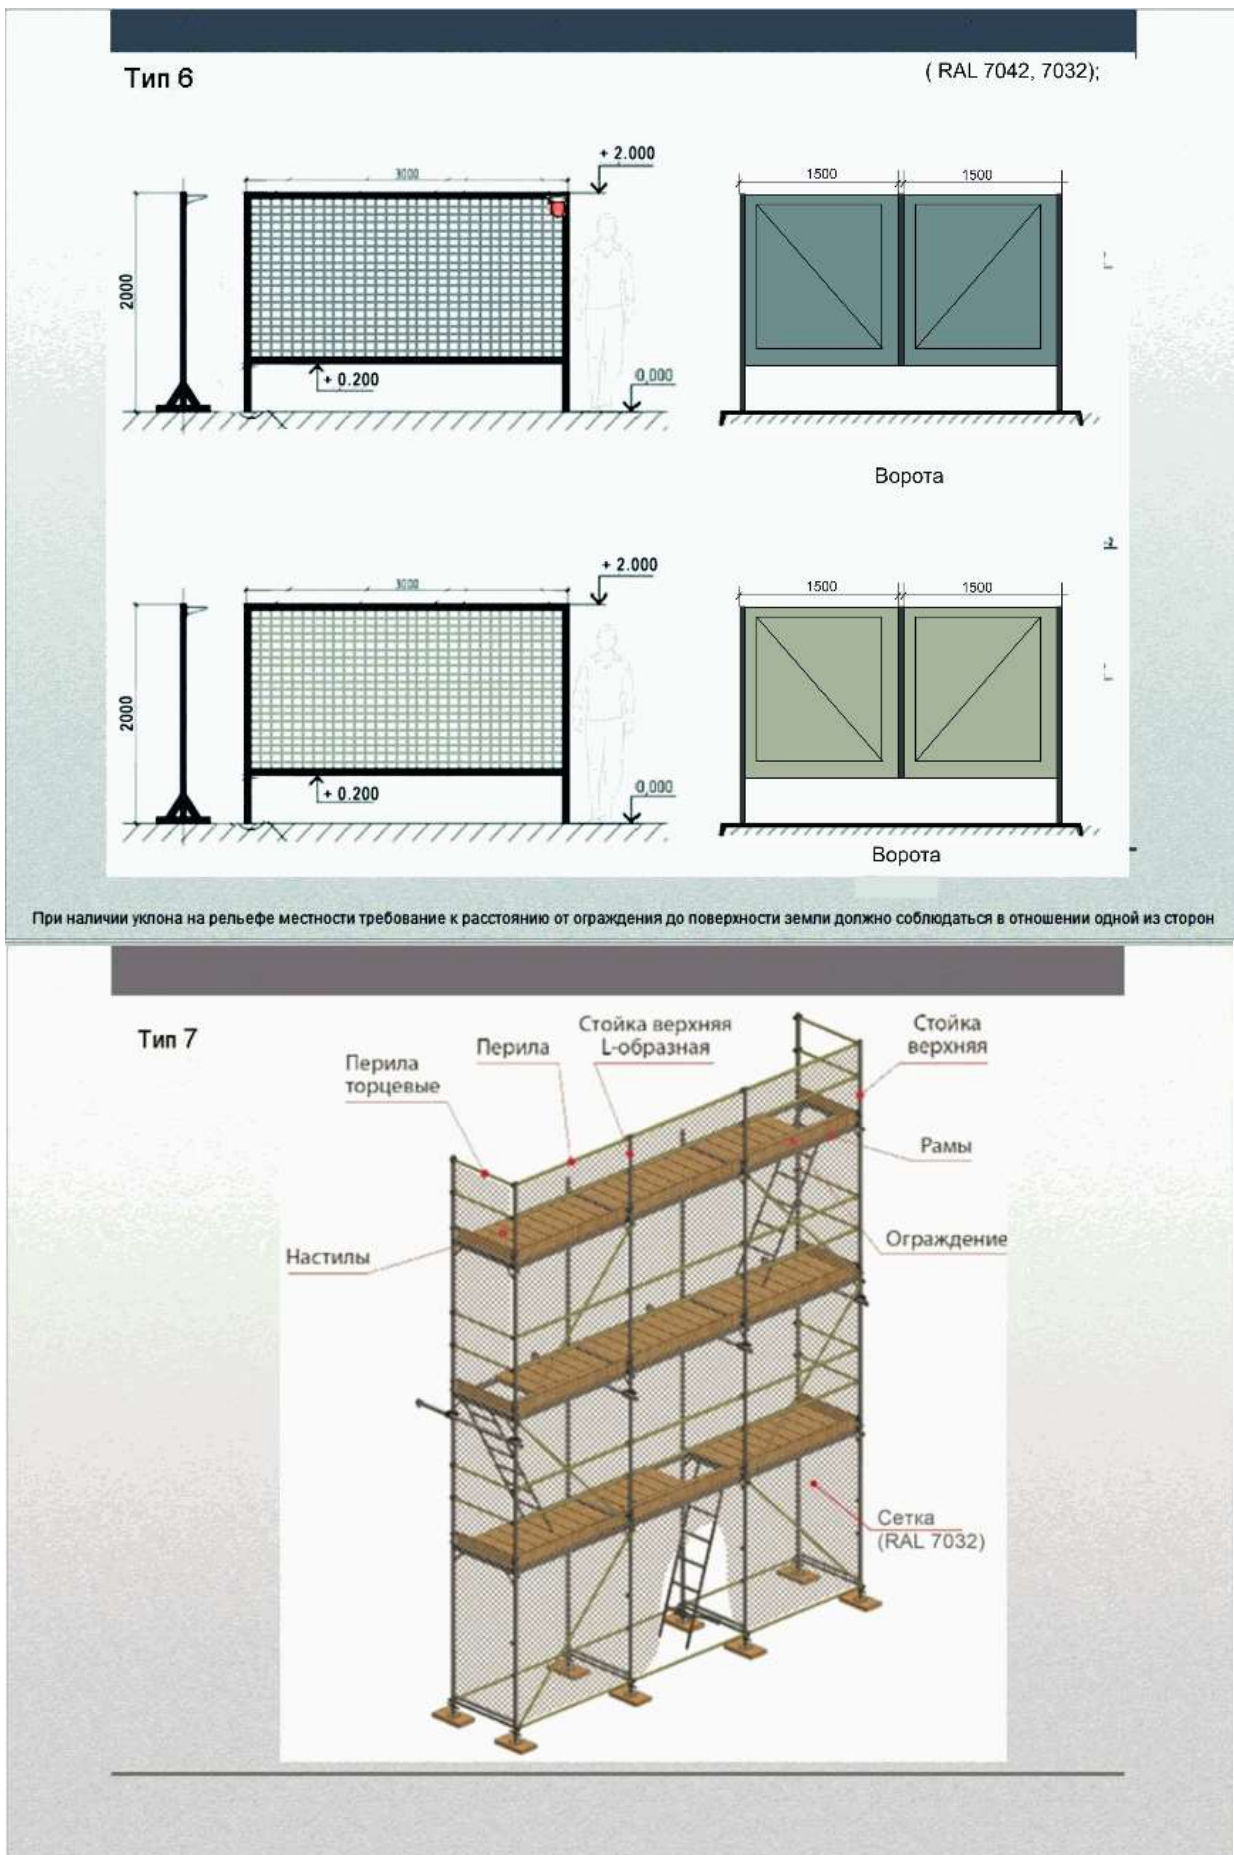 Тип 6
( RAL 7042, 7032);
3000
+ 2.000
1500
1500
2000
+ 0.200
0,000
Ворота
3000
+ 2.000
1500
1500
2000
+ 0.200
0,000
Ворота
При наличии уклона на рельефе местности требование к расстоянию от ограждения до поверхности земли должно соблюдаться в отношении одной из сторон
Тип 7
Перила
торцевые
Перила
Стойка верхняя
L-образная
Стойка
верхняя
Рамы
Ограждение
Настилы
Сетка
(RAL 7032)